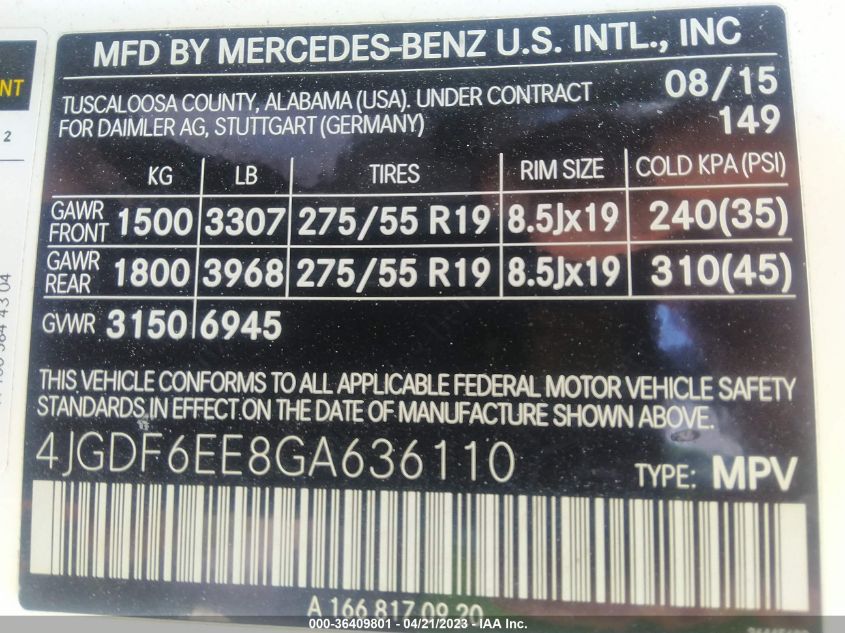 MFD BY MERCEDES-BENZ U.S. INTL., INC
TUSCALOOSA COUNTY, ALABAMA (USA). UNDER CONTRACT 08/15
FOR DAIMLER AG, STUTTGART (GERMANY) 149
NT
2
KG LB TIRES RIM SIZE COLD KPA (PSI)
GAWR FRONT 1500 3307 275/55 R19 8.5Jx19 240(35)
GAWR REAR 1800 3968 275/55 R19 8.5Jx19 310(45)
GVWR 3150 6945
THIS VEHICLE CONFORMS TO ALL APPLICABLE FEDERAL MOTOR VEHICLE SAFETY
STANDARDS IN EFFECT ON THE DATE OF MANUFACTURE SHOWN ABOVE.
4JGDF6EE8GA636110 TYPE: MPV
A 166 817 09 20
000-36409801 - 04/21/2023 - IAA Inc.